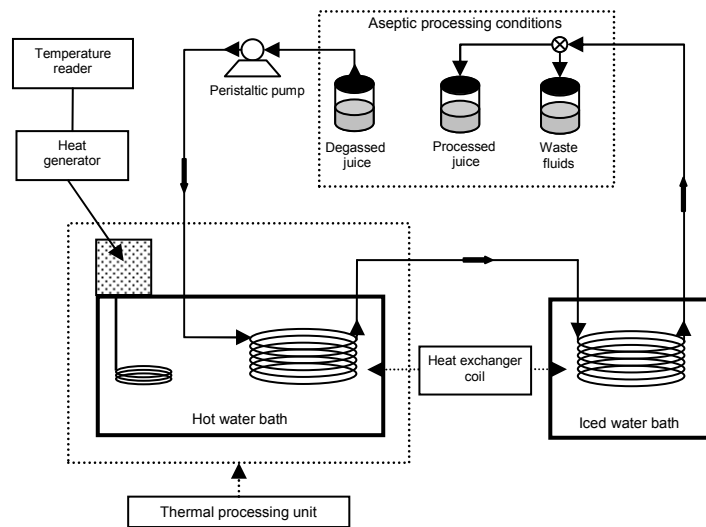 Aseptic processing conditions
Temperature
reader
Peristaltic pump
Degassed
juice
Processed
juice
Waste
fluids
Heat
generator
Heat exchanger
coil
Hot water bath
Iced water bath
Thermal processing unit